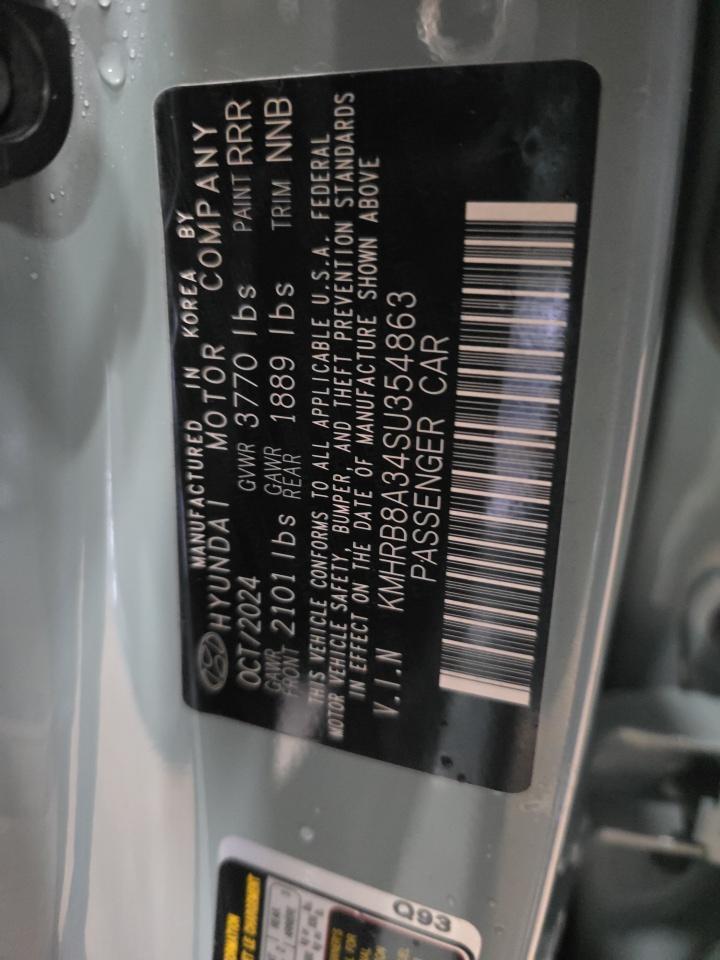 MANUFACTURED IN KOREA BY
HYUNDAI MOTOR COMPANY
OCT/2024 GVWR 3770 lbs PAINT RRR
GAWR FRONT 2101 lbs GAWR REAR 1889 lbs TRIM NNB
THIS VEHICLE CONFORMS TO ALL APPLICABLE U.S.A. FEDERAL
MOTOR VEHICLE SAFETY, BUMPER, AND THEFT PREVENTION STANDARDS
IN EFFECT ON THE DATE OF MANUFACTURE SHOWN ABOVE
V.I.N KMHRB8A34SU354863
PASSENGER CAR
Q93